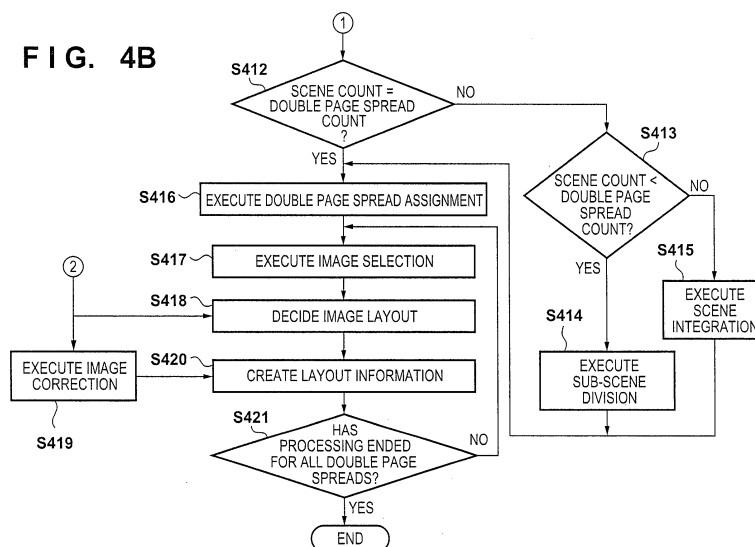 FIG. 4B
1
S412
SCENE COUNT =
DOUBLE PAGE SPREAD
COUNT
?
NO
YES
S413
SCENE COUNT <
DOUBLE PAGE
SPREAD
COUNT?
NO
YES
S416
EXECUTE DOUBLE PAGE SPREAD ASSIGNMENT
S417
EXECUTE IMAGE SELECTION
S415
EXECUTE
SCENE
INTEGRATION
2
S418
DECIDE IMAGE LAYOUT
S414
EXECUTE
SUB-SCENE
DIVISION
EXECUTE IMAGE
CORRECTION
S419
S420
CREATE LAYOUT INFORMATION
S421
HAS
PROCESSING ENDED
FOR ALL DOUBLE PAGE
SPREADS?
NO
YES
END